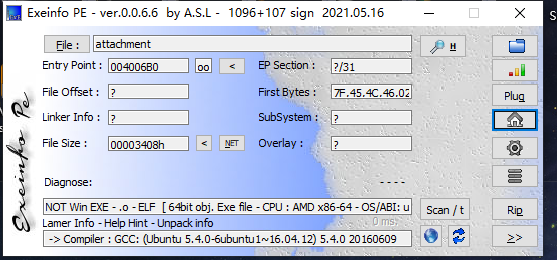 Exeinfo PE - ver.0.0.6.6 by A.S.L - 1096+107 sign 2021.05.16
File : attachment H
Entry Point : 004006B0 oo < EP Section : ?/31
File Offset : ? First Bytes : 7F.45.4C.46.02
Linker Info : ? SubSystem : ? Plug
File Size : 00003408h < NET Overlay : ?
Exeinfo Pe
Diagnose: - - - -
NOT Win EXE - .o - ELF [ 64bit obj. Exe file - CPU : AMD x86-64 - OS/ABI: u Scan / t Rip
Lamer Info - Help Hint - Unpack info 0 ms.
-> Compiler : GCC: (Ubuntu 5.4.0-6ubuntu1~16.04.12) 5.4.0 20160609 >>